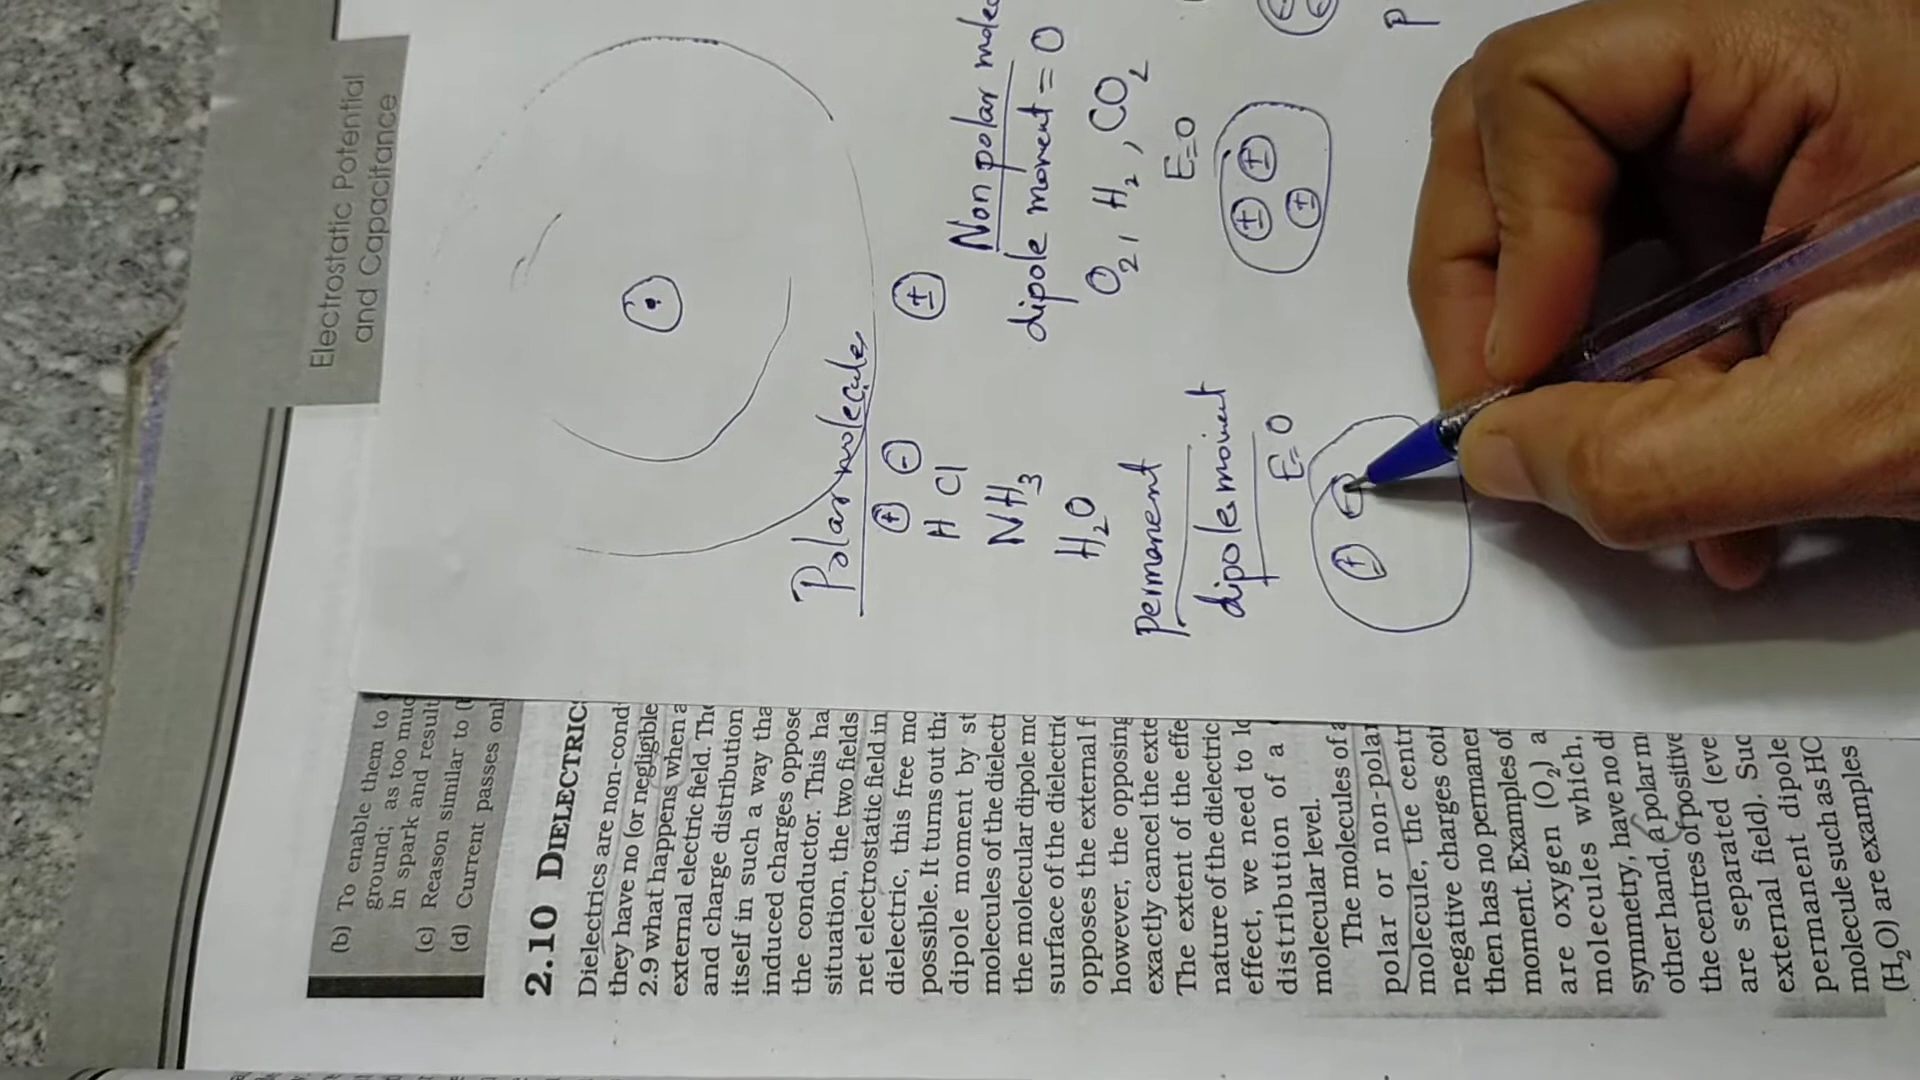 Electrostatic Potential
and Capacitance
(b) To enable them to
ground; as too muc
in spark and result
(c) Reason similar to (
(d) Current passes onl
2.10 DIELECTRICS
Dielectrics are non-cond
they have no (or negligible
2.9 what happens when a
external electric field. The
and charge distribution
itself in such a way tha
induced charges oppose
the conductor. This ha
situation, the two fields
net electrostatic field in
dielectric, this free mo
possible. It turns out tha
dipole moment by st
molecules of the dielectr
the molecular dipole mo
surface of the dielectric
opposes the external f
however, the opposing
exactly cancel the exte
The extent of the effe
nature of the dielectric
effect, we need to lo
distribution of a
molecular level.
The molecules of a
polar or non-polar
molecule, the centr
negative charges coin
then has no permaner
moment. Examples of
are oxygen (O₂) a
molecules which,
symmetry, have no di
other hand, a polar m
the centres of positive
are separated (eve
external field). Suc
external dipole
permanent dipole
molecule such as HC
molecules
(H₂O) are examples
Polar molecules
+ -
H Cl
NH₃
H₂O
permanent
dipole moment
E=0
±
±
Non polar molec
dipole moment = 0
O₂, H₂, CO₂
E=0
± ±
±
P